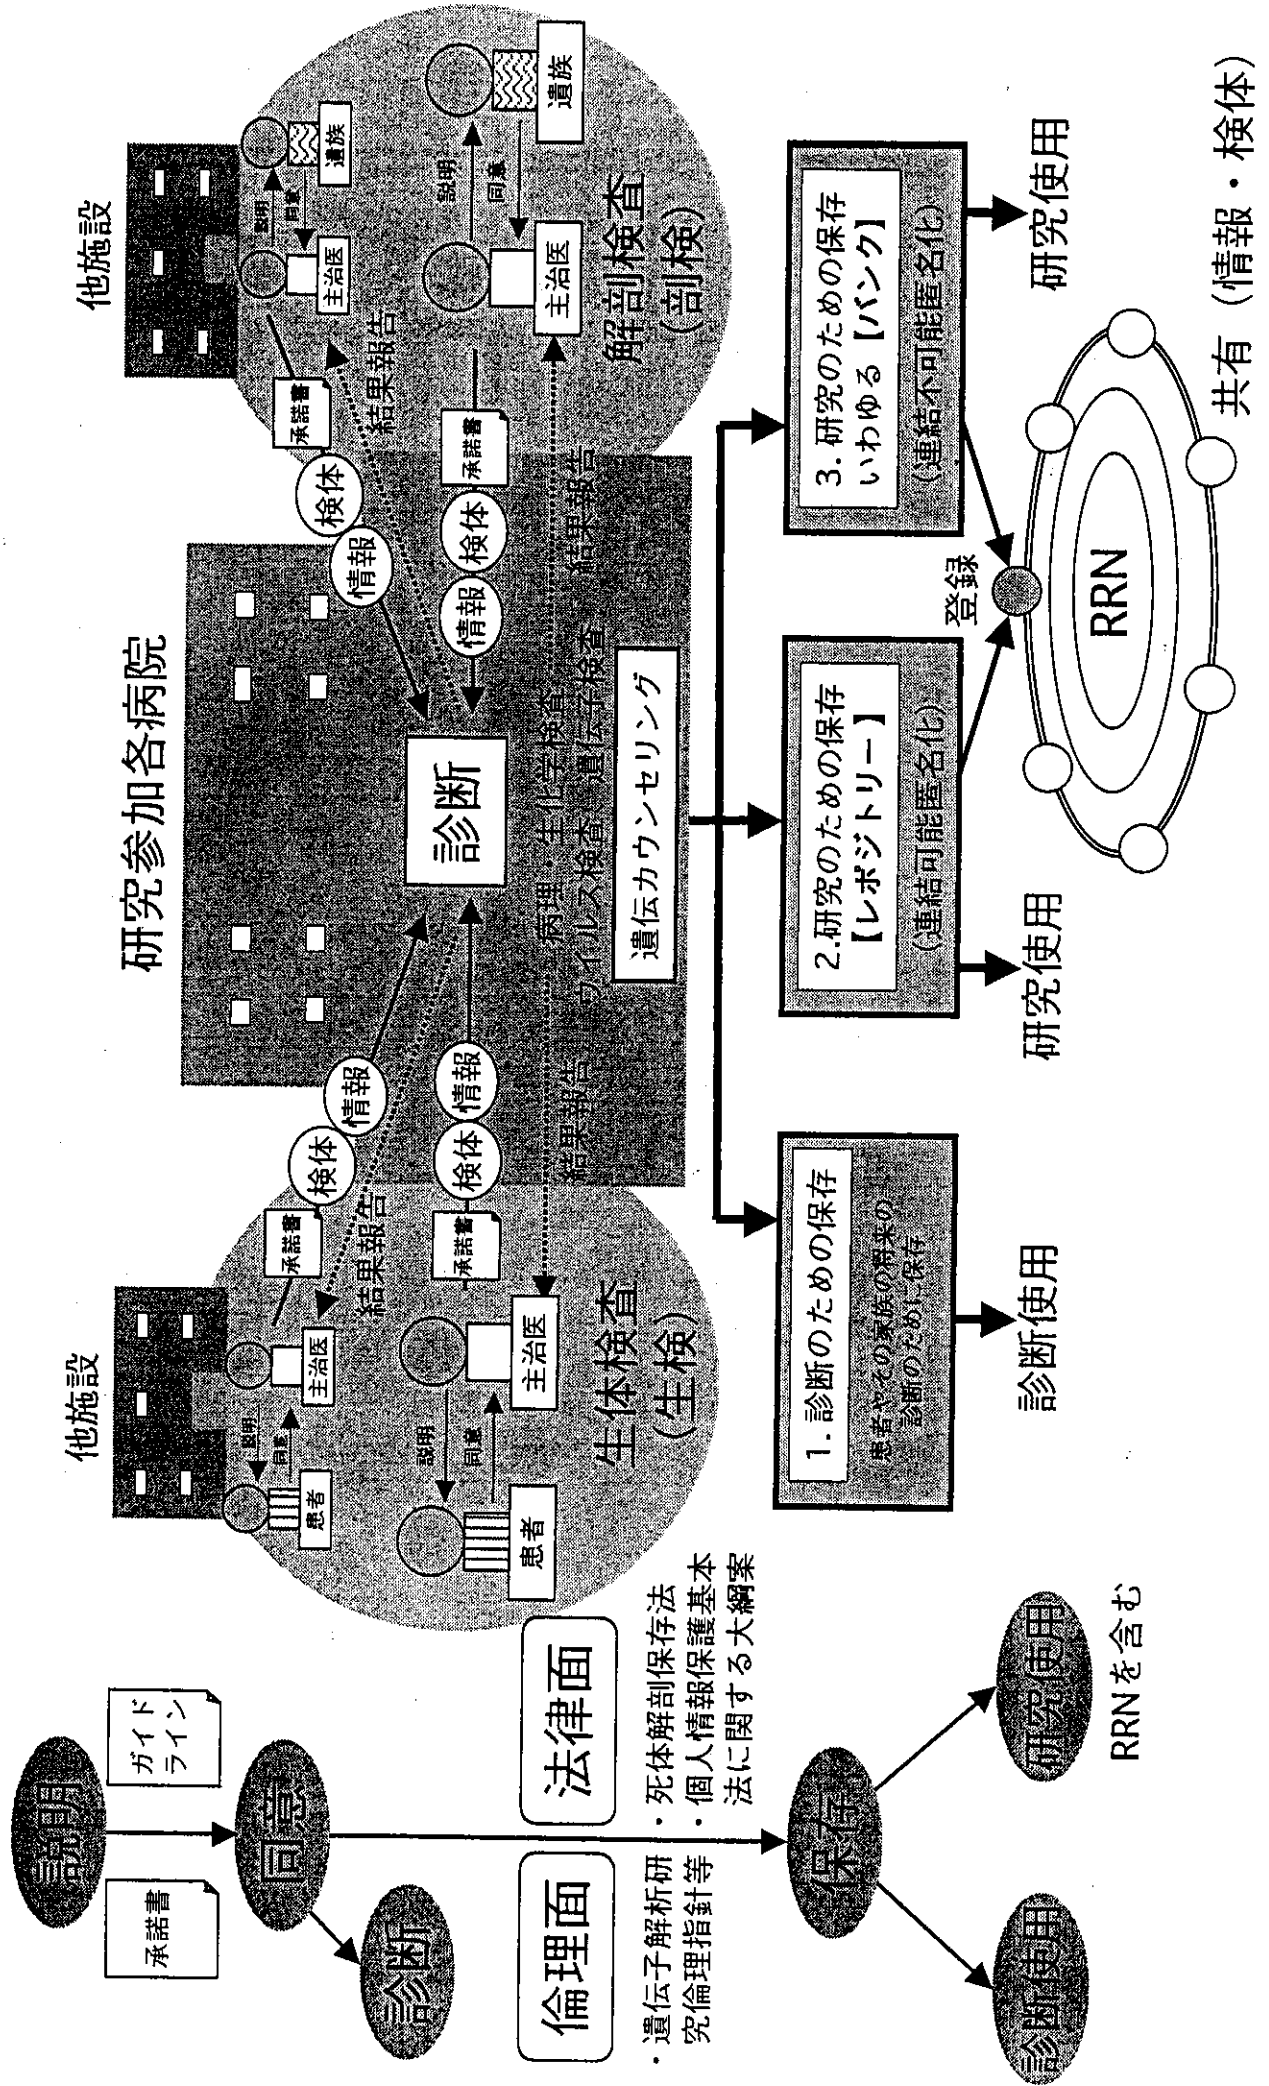 説明
承諾書
ガイド
ライン
同意
診断
倫理面
・遺伝子解析研
究倫理指針等
法律面
・死体解剖保存法
・個人情報保護基本
法に関する大綱案
保存
診断使用
研究使用
RRNを含む
他施設
患者
説明
同意
主治医
承諾書
検体
情報
結果報告
患者
説明
同意
主治医
承諾書
検体
情報
結果報告
生体検査
(生検)
研究参加各病院
診断
病理・生化学検査
ウイルス検査・遺伝子検査
遺伝カウンセリング
他施設
遺族
説明
同意
主治医
承諾書
検体
情報
結果報告
遺族
説明
同意
主治医
承諾書
検体
情報
結果報告
解剖検査
(剖検)
1. 診断のための保存
患者やその家族の将来の
診断のために保存
診断使用
2.研究のための保存
【レポジトリー】
(連結可能匿名化)
研究使用
3. 研究のための保存
いわゆる【バンク】
(連結不可能匿名化)
研究使用
登録
RRN
共有（情報・検体）